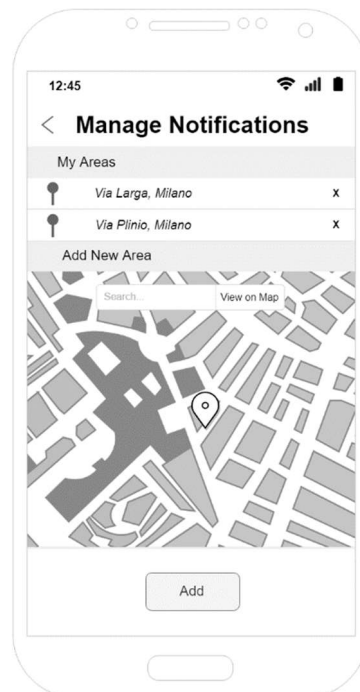 12:45
< Manage Notifications
My Areas
Via Larga, Milano x
Via Plinio, Milano x
Add New Area
Search... View on Map
Add